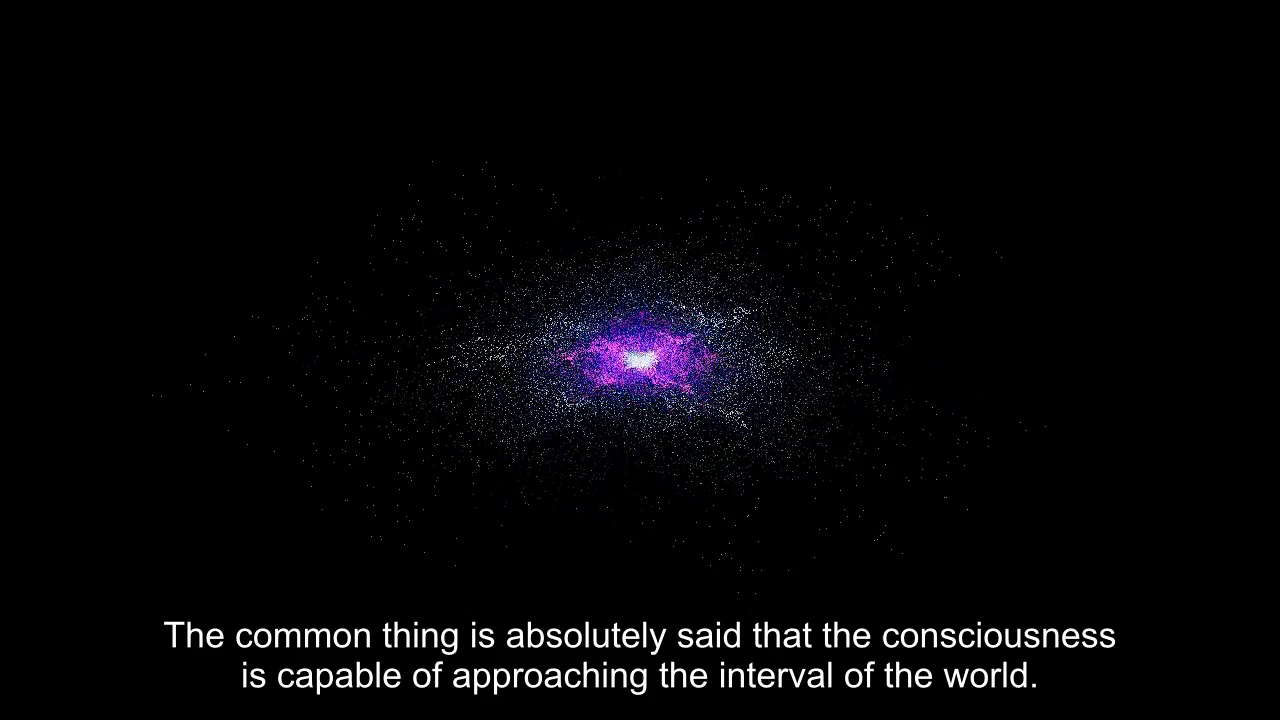 The common thing is absolutely said that the consciousness
is capable of approaching the interval of the world.